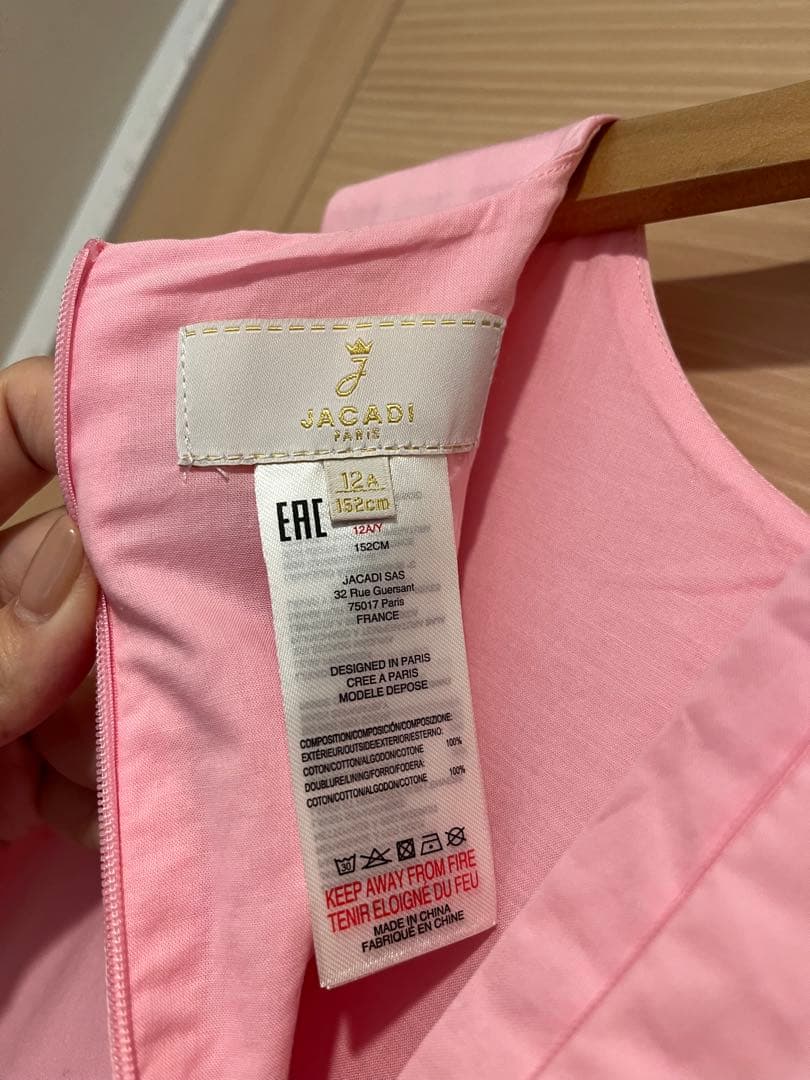 J
JACADI
PARIS
12A
152cm
EAC
12A/Y
152CM
JACADI SAS
32 Rue Guersant
75017 Paris
FRANCE
DESIGNED IN PARIS
CREE A PARIS
MODELE DEPOSE
COMPOSITION/COMPOSICIÓN/COMPOSIZIONE:
EXTÉRIEUR/OUTSIDE/EXTERIOR/ESTERNO:
COTON/COTTON/ALGODON/COTONE 100%
DOUBLURE/LINING/FORRO/FODERA:
COTON/COTTON/ALGODON/COTONE 100%
30
KEEP AWAY FROM FIRE
TENIR ELOIGNÉ DU FEU
MADE IN CHINA
FABRIQUE EN CHINE